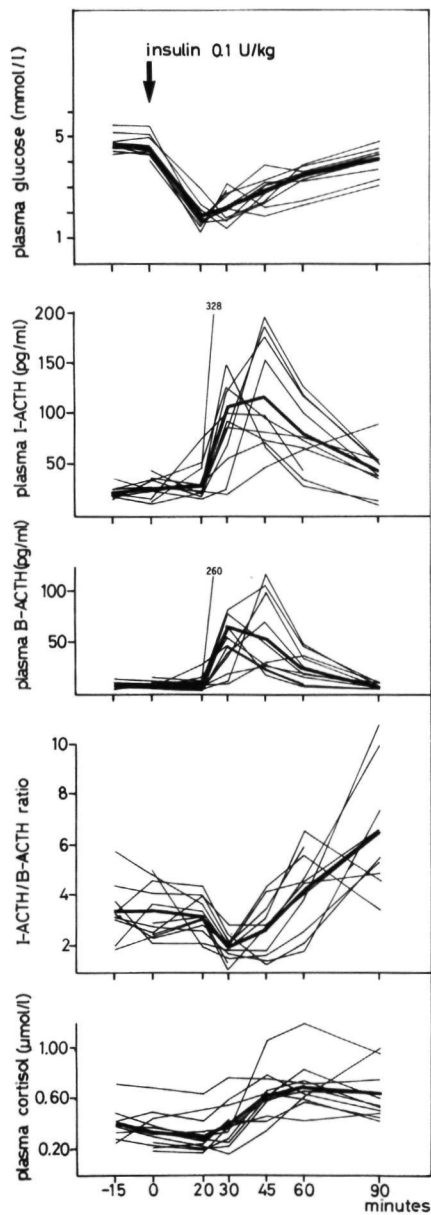 insulin 0.1 U/kg
plasma glucose (mmol/l)
5
3
1
328
200
150
100
50
plasma I-ACTH (pg/ml)
260
100
50
plasma B-ACTH(pg/ml)
10
8
6
4
2
I-ACTH/B-ACTH ratio
1.00
0.60
0.20
plasma cortisol (μmol/l)
-15 0 20 30 45 60 90
minutes